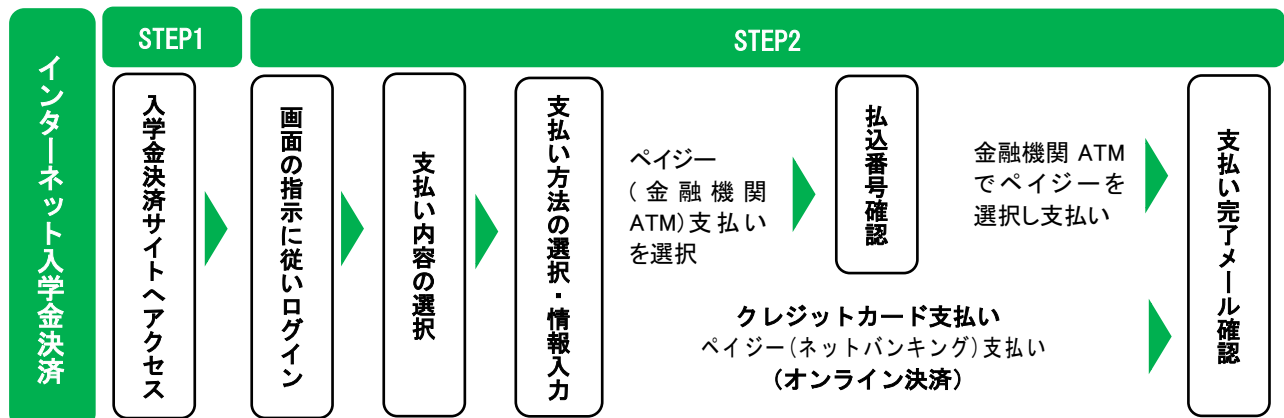 インターネット入学金決済
STEP1
STEP2
入学金決済サイトへアクセス
画面の指示に従いログイン
支払い内容の選択
支払い方法の選択・情報入力
ペイジー
(金融機関
ATM)支払い
を選択
払込番号確認
金融機関 ATM
でペイジーを
選択し支払い
クレジットカード支払い
ペイジー(ネットバンキング)支払い
(オンライン決済)
支払い完了メール確認